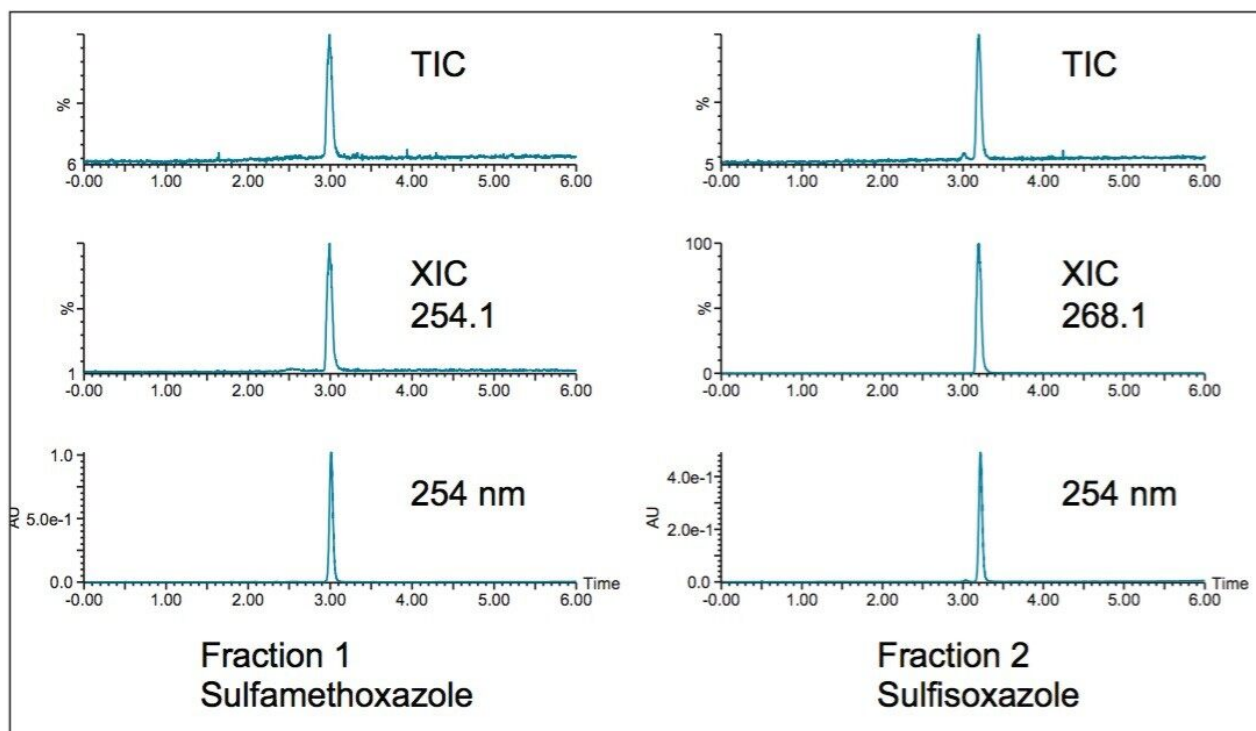 TIC
%
6
-0.00 1.00 2.00 3.00 4.00 5.00 6.00
XIC
254.1
%
1
-0.00 1.00 2.00 3.00 4.00 5.00 6.00
254 nm
1.0
AU
5.0e-1
0.0
Time
-0.00 1.00 2.00 3.00 4.00 5.00 6.00
Fraction 1
Sulfamethoxazole
TIC
%
5
-0.00 1.00 2.00 3.00 4.00 5.00 6.00
XIC
268.1
100
%
0
-0.00 1.00 2.00 3.00 4.00 5.00 6.00
254 nm
4.0e-1
AU
2.0e-1
0.0
Time
-0.00 1.00 2.00 3.00 4.00 5.00 6.00
Fraction 2
Sulfisoxazole